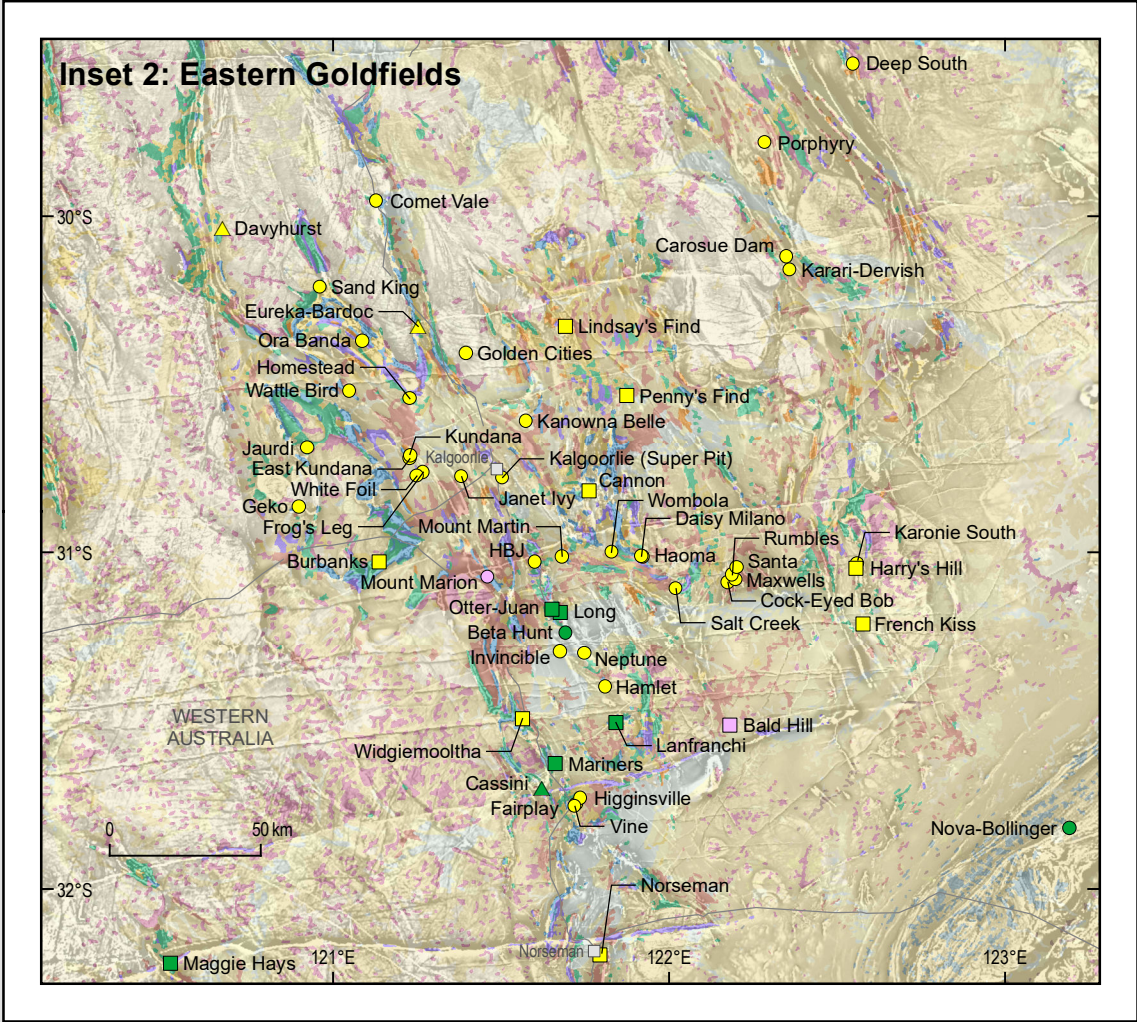 Inset 2: Eastern Goldfields
Deep South
Porphyry
Comet Vale
30°S
Davyhurst
Carosue Dam
Karari-Dervish
Sand King
Eureka-Bardoc
Lindsay's Find
Ora Banda
Golden Cities
Homestead
Wattle Bird
Penny's Find
Kanowna Belle
Kundana
Jaurdi
Kalgoorlie
Kalgoorlie (Super Pit)
East Kundana
Cannon
White Foil
Janet Ivy
Wombola
Geko
Daisy Milano
Frog's Leg
Mount Martin
Karonie South
Rumbles
31°S
HBJ
Haoma
Santa
Burbanks
Harry's Hill
Mount Marion
Maxwells
Cock-Eyed Bob
Otter-Juan
Long
Salt Creek
French Kiss
Beta Hunt
Invincible
Neptune
Hamlet
WESTERN
AUSTRALIA
Bald Hill
Widgiemooltha
Lanfranchi
Mariners
Cassini
Higginsville
Fairplay
Vine
0
50 km
Nova-Bollinger
32°S
Norseman
Norseman
Maggie Hays
121°E
122°E
123°E